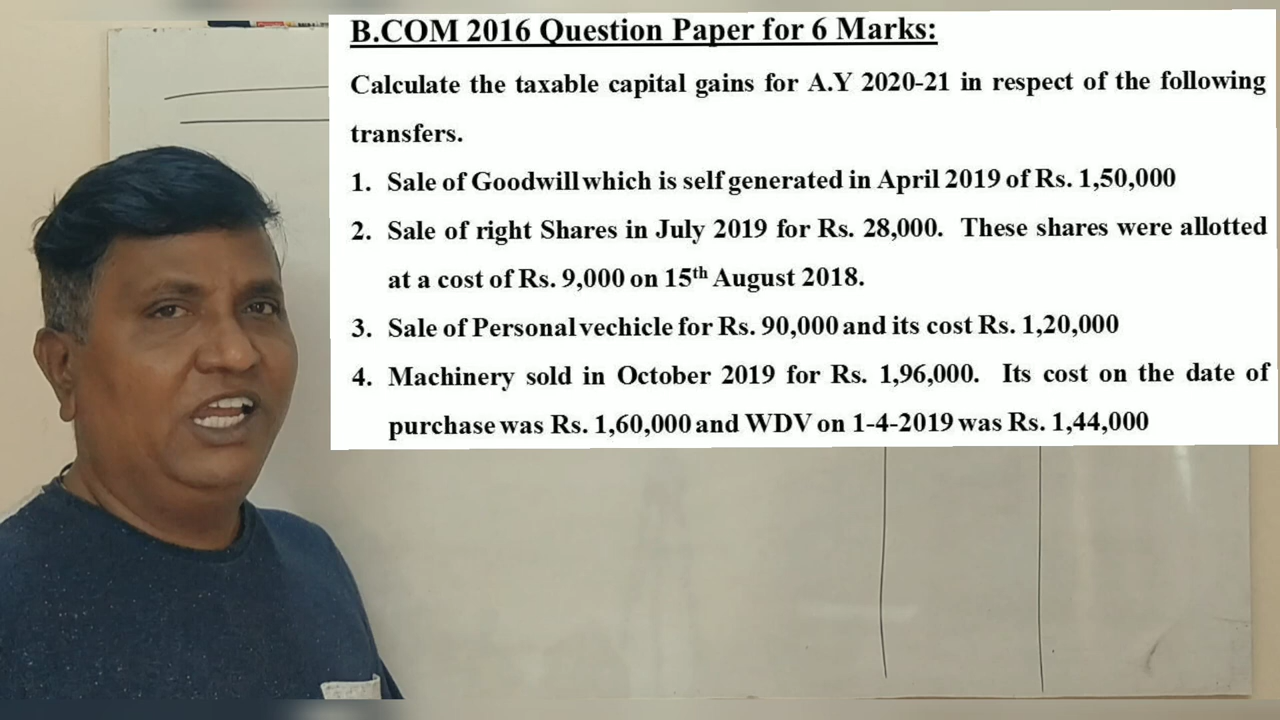 B.COM 2016 Question Paper for 6 Marks:
Calculate the taxable capital gains for A.Y 2020-21 in respect of the following
transfers.
1. Sale of Goodwill which is self generated in April 2019 of Rs. 1,50,000
2. Sale of right Shares in July 2019 for Rs. 28,000. These shares were allotted
at a cost of Rs. 9,000 on 15th August 2018.
3. Sale of Personal vechicle for Rs. 90,000 and its cost Rs. 1,20,000
4. Machinery sold in October 2019 for Rs. 1,96,000. Its cost on the date of
purchase was Rs. 1,60,000 and WDV on 1-4-2019 was Rs. 1,44,000